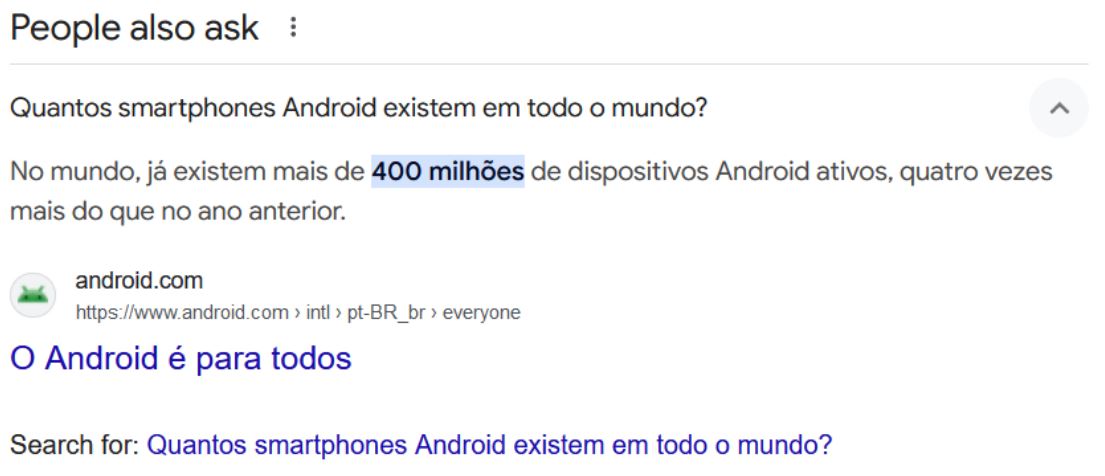 People also ask
Quantos smartphones Android existem em todo o mundo?
No mundo, já existem mais de 400 milhões de dispositivos Android ativos, quatro vezes
mais do que no ano anterior.
android.com
https://www.android.com › intl › pt-BR_br › everyone
O Android é para todos
Search for: Quantos smartphones Android existem em todo o mundo?